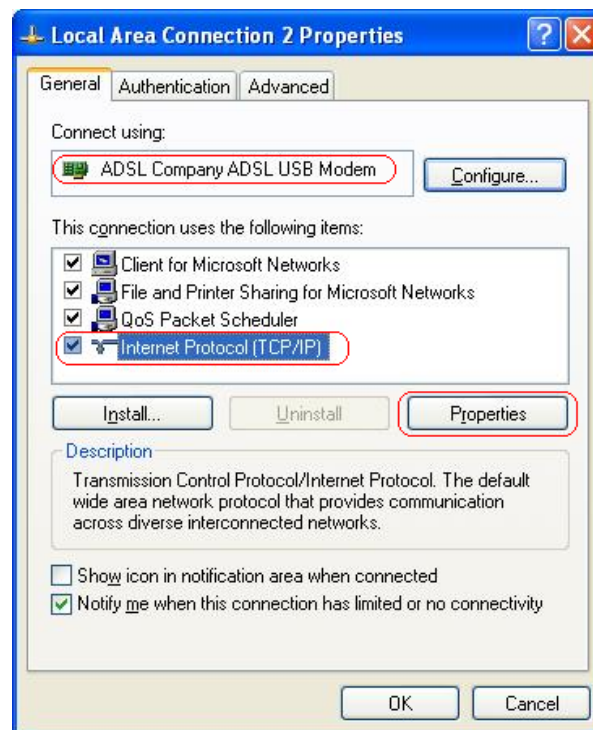 Local Area Connection 2 Properties
General Authentication Advanced
Connect using:
ADSL Company ADSL USB Modem
Configure...
This connection uses the following items:
Client for Microsoft Networks
File and Printer Sharing for Microsoft Networks
QoS Packet Scheduler
Internet Protocol (TCP/IP)
Install... Uninstall Properties
Description
Transmission Control Protocol/Internet Protocol. The default
wide area network protocol that provides communication
across diverse interconnected networks.
Show icon in notification area when connected
Notify me when this connection has limited or no connectivity
OK Cancel